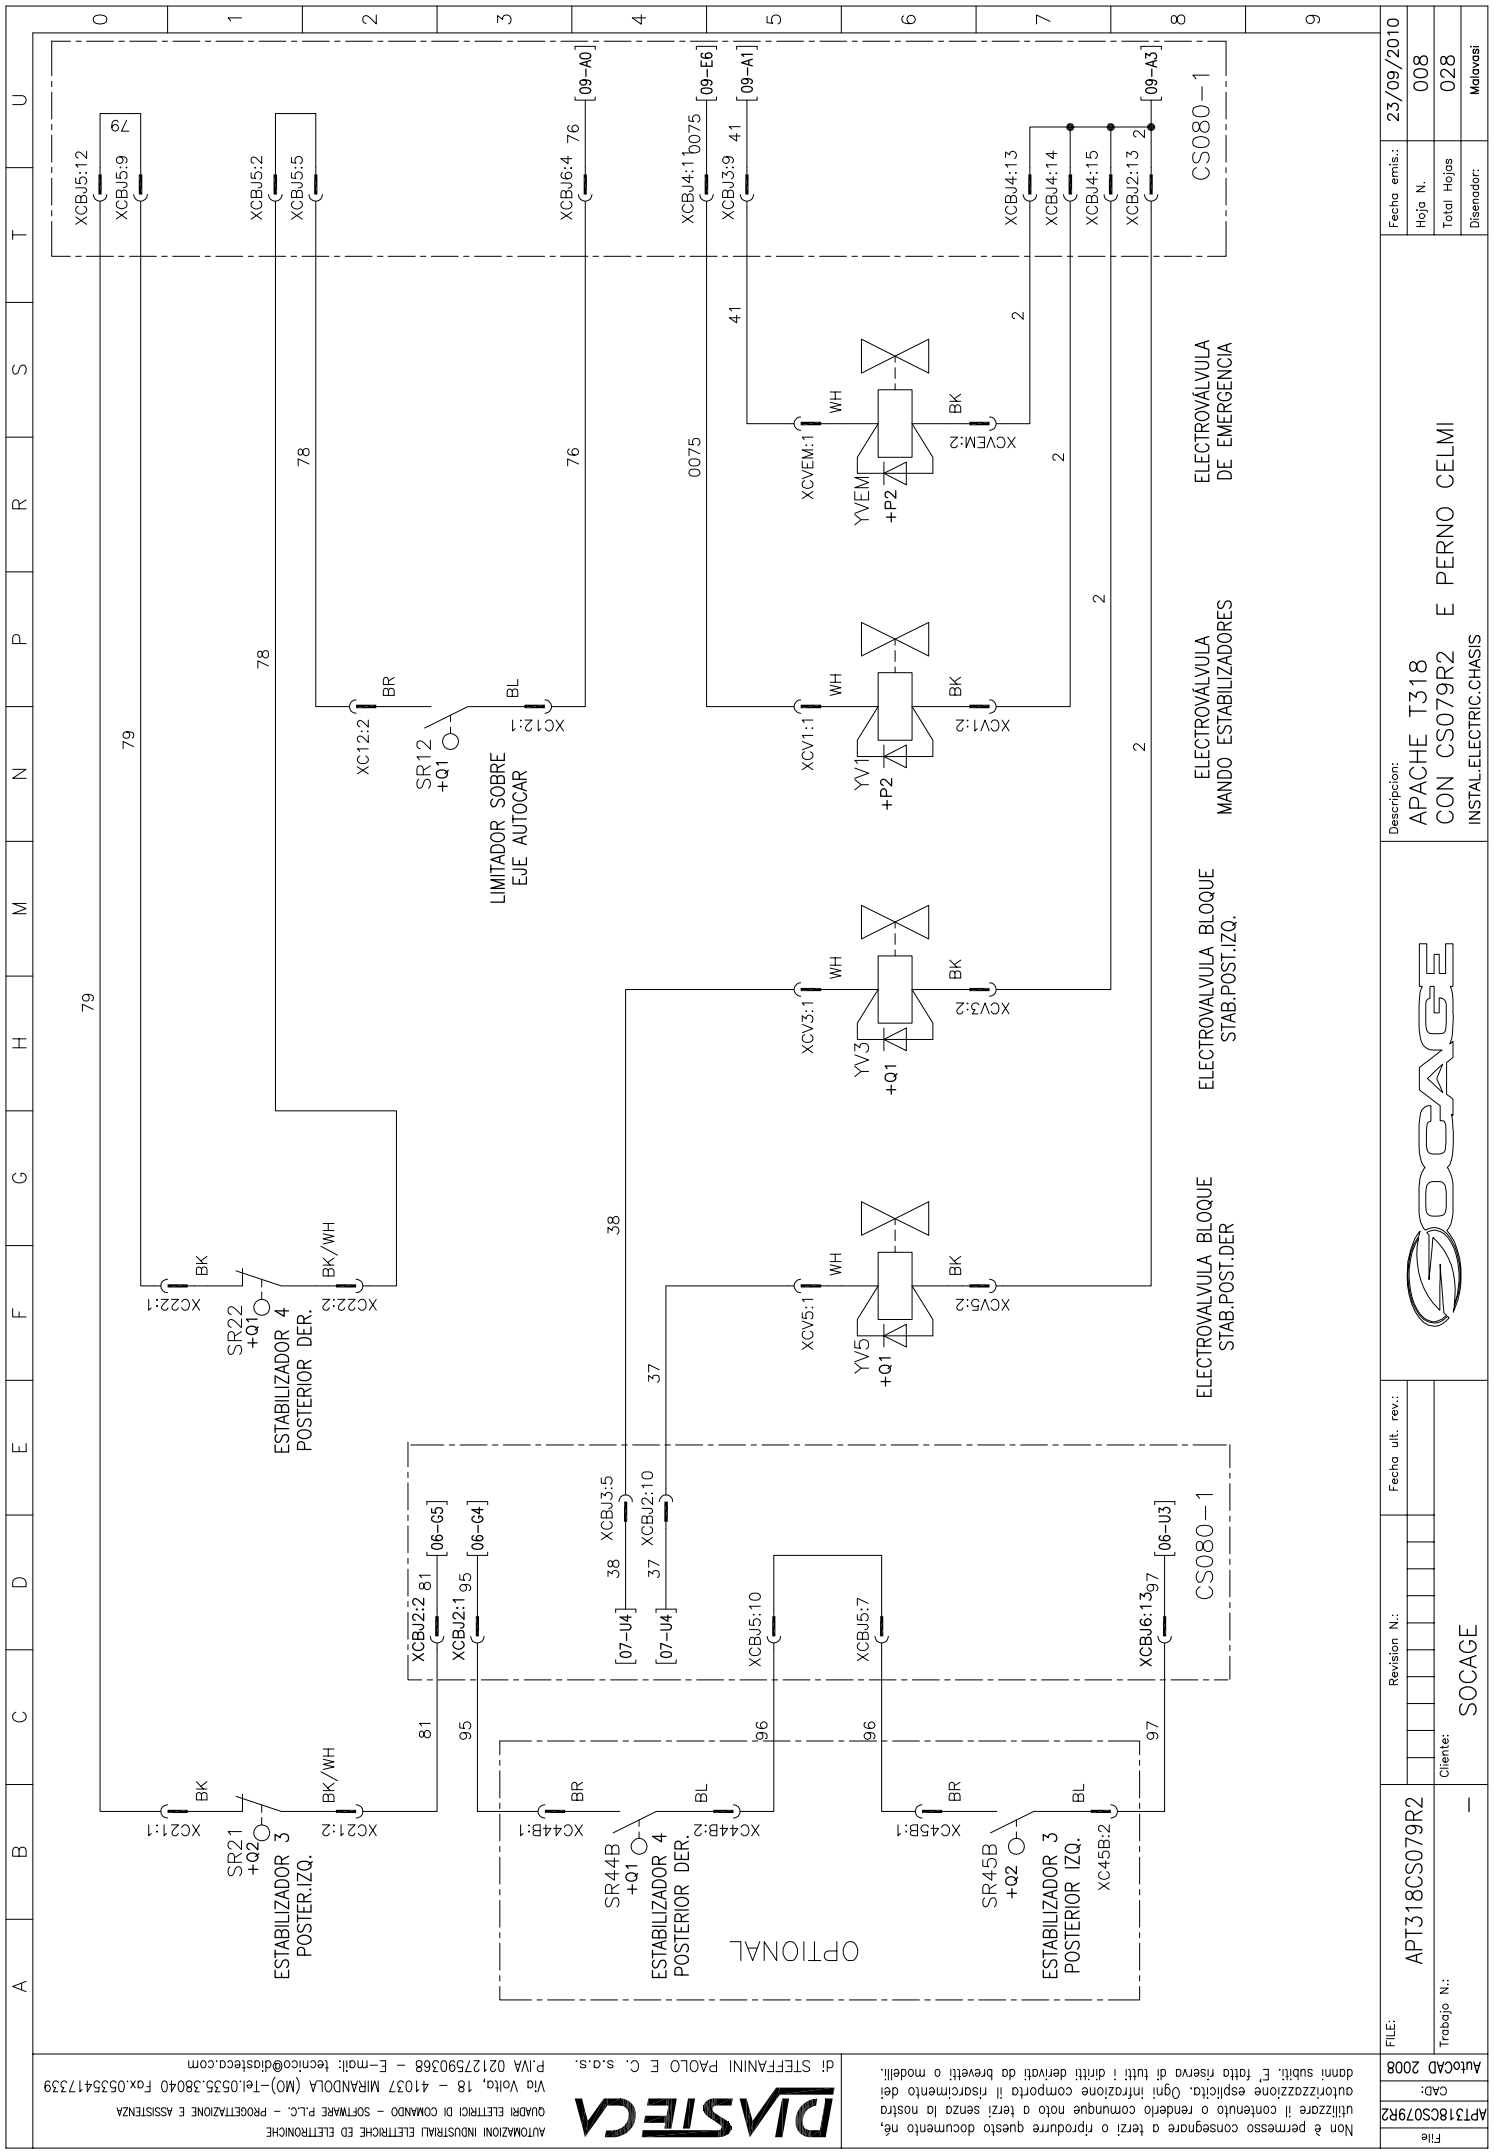 A B C D E F G H M N P R S T U
0 1 2 3 4 5 6 7 8 9
79
XCBJ5:12
XCBJ5:9
79
79
79
XC21:1
BK
SR21
+Q2
ESTABILIZADOR 3
POSTER.IZQ.
BK/WH
XC21:2
XC22:1
BK
SR22
+Q1
ESTABILIZADOR 4
POSTERIOR DER.
BK/WH
XC22:2
XCBJ5:2
XCBJ5:5
78
78
XC12:2
BR
SR12
+Q1
LIMITADOR SOBRE
EJE AUTOCAR
BL
XC12:1
76
XCBJ6:4
76
[09-A0]
XCBJ2:2
81
[06-G5]
81
XCBJ2:1
95
[06-G4]
95
OPTIONAL
XC44B:1
BR
SR44B
+Q1
ESTABILIZADOR 4
POSTERIOR DER.
BL
XC44B:2
96
XCBJ5:10
XCBJ5:7
96
XC45B:1
BR
SR45B
+Q2
ESTABILIZADOR 3
POSTERIOR IZQ.
BL
XC45B:2
97
XCBJ6:13
97
[06-U3]
CS080-1
[07-U4]
38
XCBJ3:5
38
[07-U4]
37
XCBJ2:10
37
XCV5:1
WH
YV5
+Q1
BK
XCV5:2
ELECTROVALVULA BLOQUE
STAB.POST.DER
XCV3:1
WH
YV3
+Q1
BK
XCV3:2
ELECTROVALVULA BLOQUE
STAB.POST.IZQ.
XCV1:1
WH
YV1
+P2
BK
XCV1:2
ELECTROVÁLVULA
MANDO ESTABILIZADORES
XCVEM:1
WH
YVEM
+P2
BK
XCVEM:2
ELECTROVÁLVULA
DE EMERGENCIA
0075
XCBJ4:11
0075
[09-E6]
41
XCBJ3:9
41
[09-A1]
2
XCBJ4:13
2
XCBJ4:14
2
XCBJ4:15
2
XCBJ2:13
2
[09-A3]
CS080-1
DIASTECA
di STEFFANINI PAOLO E C. s.a.s.
AUTOMAZIONI INDUSTRIALI ELETTRICHE ED ELETTRONICHE
QUADRI ELETTRICI DI COMANDO - SOFTWARE P.L.C. - PROGETTAZIONE E ASSISTENZA
Via Volta, 18 - 41037 MIRANDOLA (MO)-Tel.0535.38040 Fax.0535417339
P.IVA 02127590368 - E-mail: tecnico@diasteca.com
Non è permesso consegnare a terzi o riprodurre questo documento né,
utilizzare il contenuto o renderlo comunque noto a terzi senza la nostra
autorizzazione esplicita. Ogni infrazione comporta il risarcimento dei
danni subiti. E' fatta riserva di tutti i diritti derivati da brevetti o modelli.
File
APT318CS079R2
CAD:
AutoCAD 2008
FILE:
APT318CS079R2
Trabajo N.:
-
Revision N.:
Fecha ult. rev.:
Cliente:
SOCAGE
SOCAGE
Descripcion:
APACHE T318
CON CS079R2 E PERNO CELMI
INSTAL.ELECTRIC.CHASIS
Fecha emis.:
23/09/2010
Hoja N.
008
Total Hojas
028
Disenador:
Malavasi